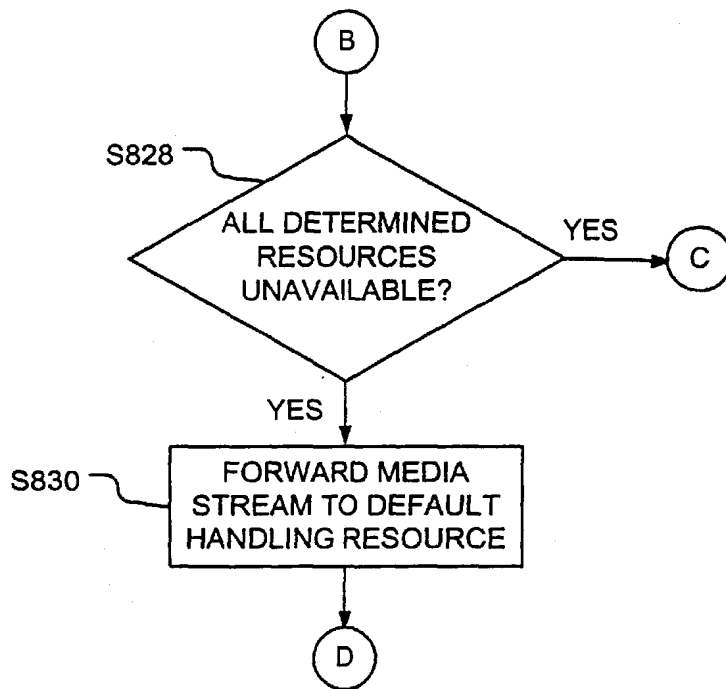 B
S828
ALL DETERMINED
RESOURCES
UNAVAILABLE?
YES
C
YES
S830
FORWARD MEDIA
STREAM TO DEFAULT
HANDLING RESOURCE
D